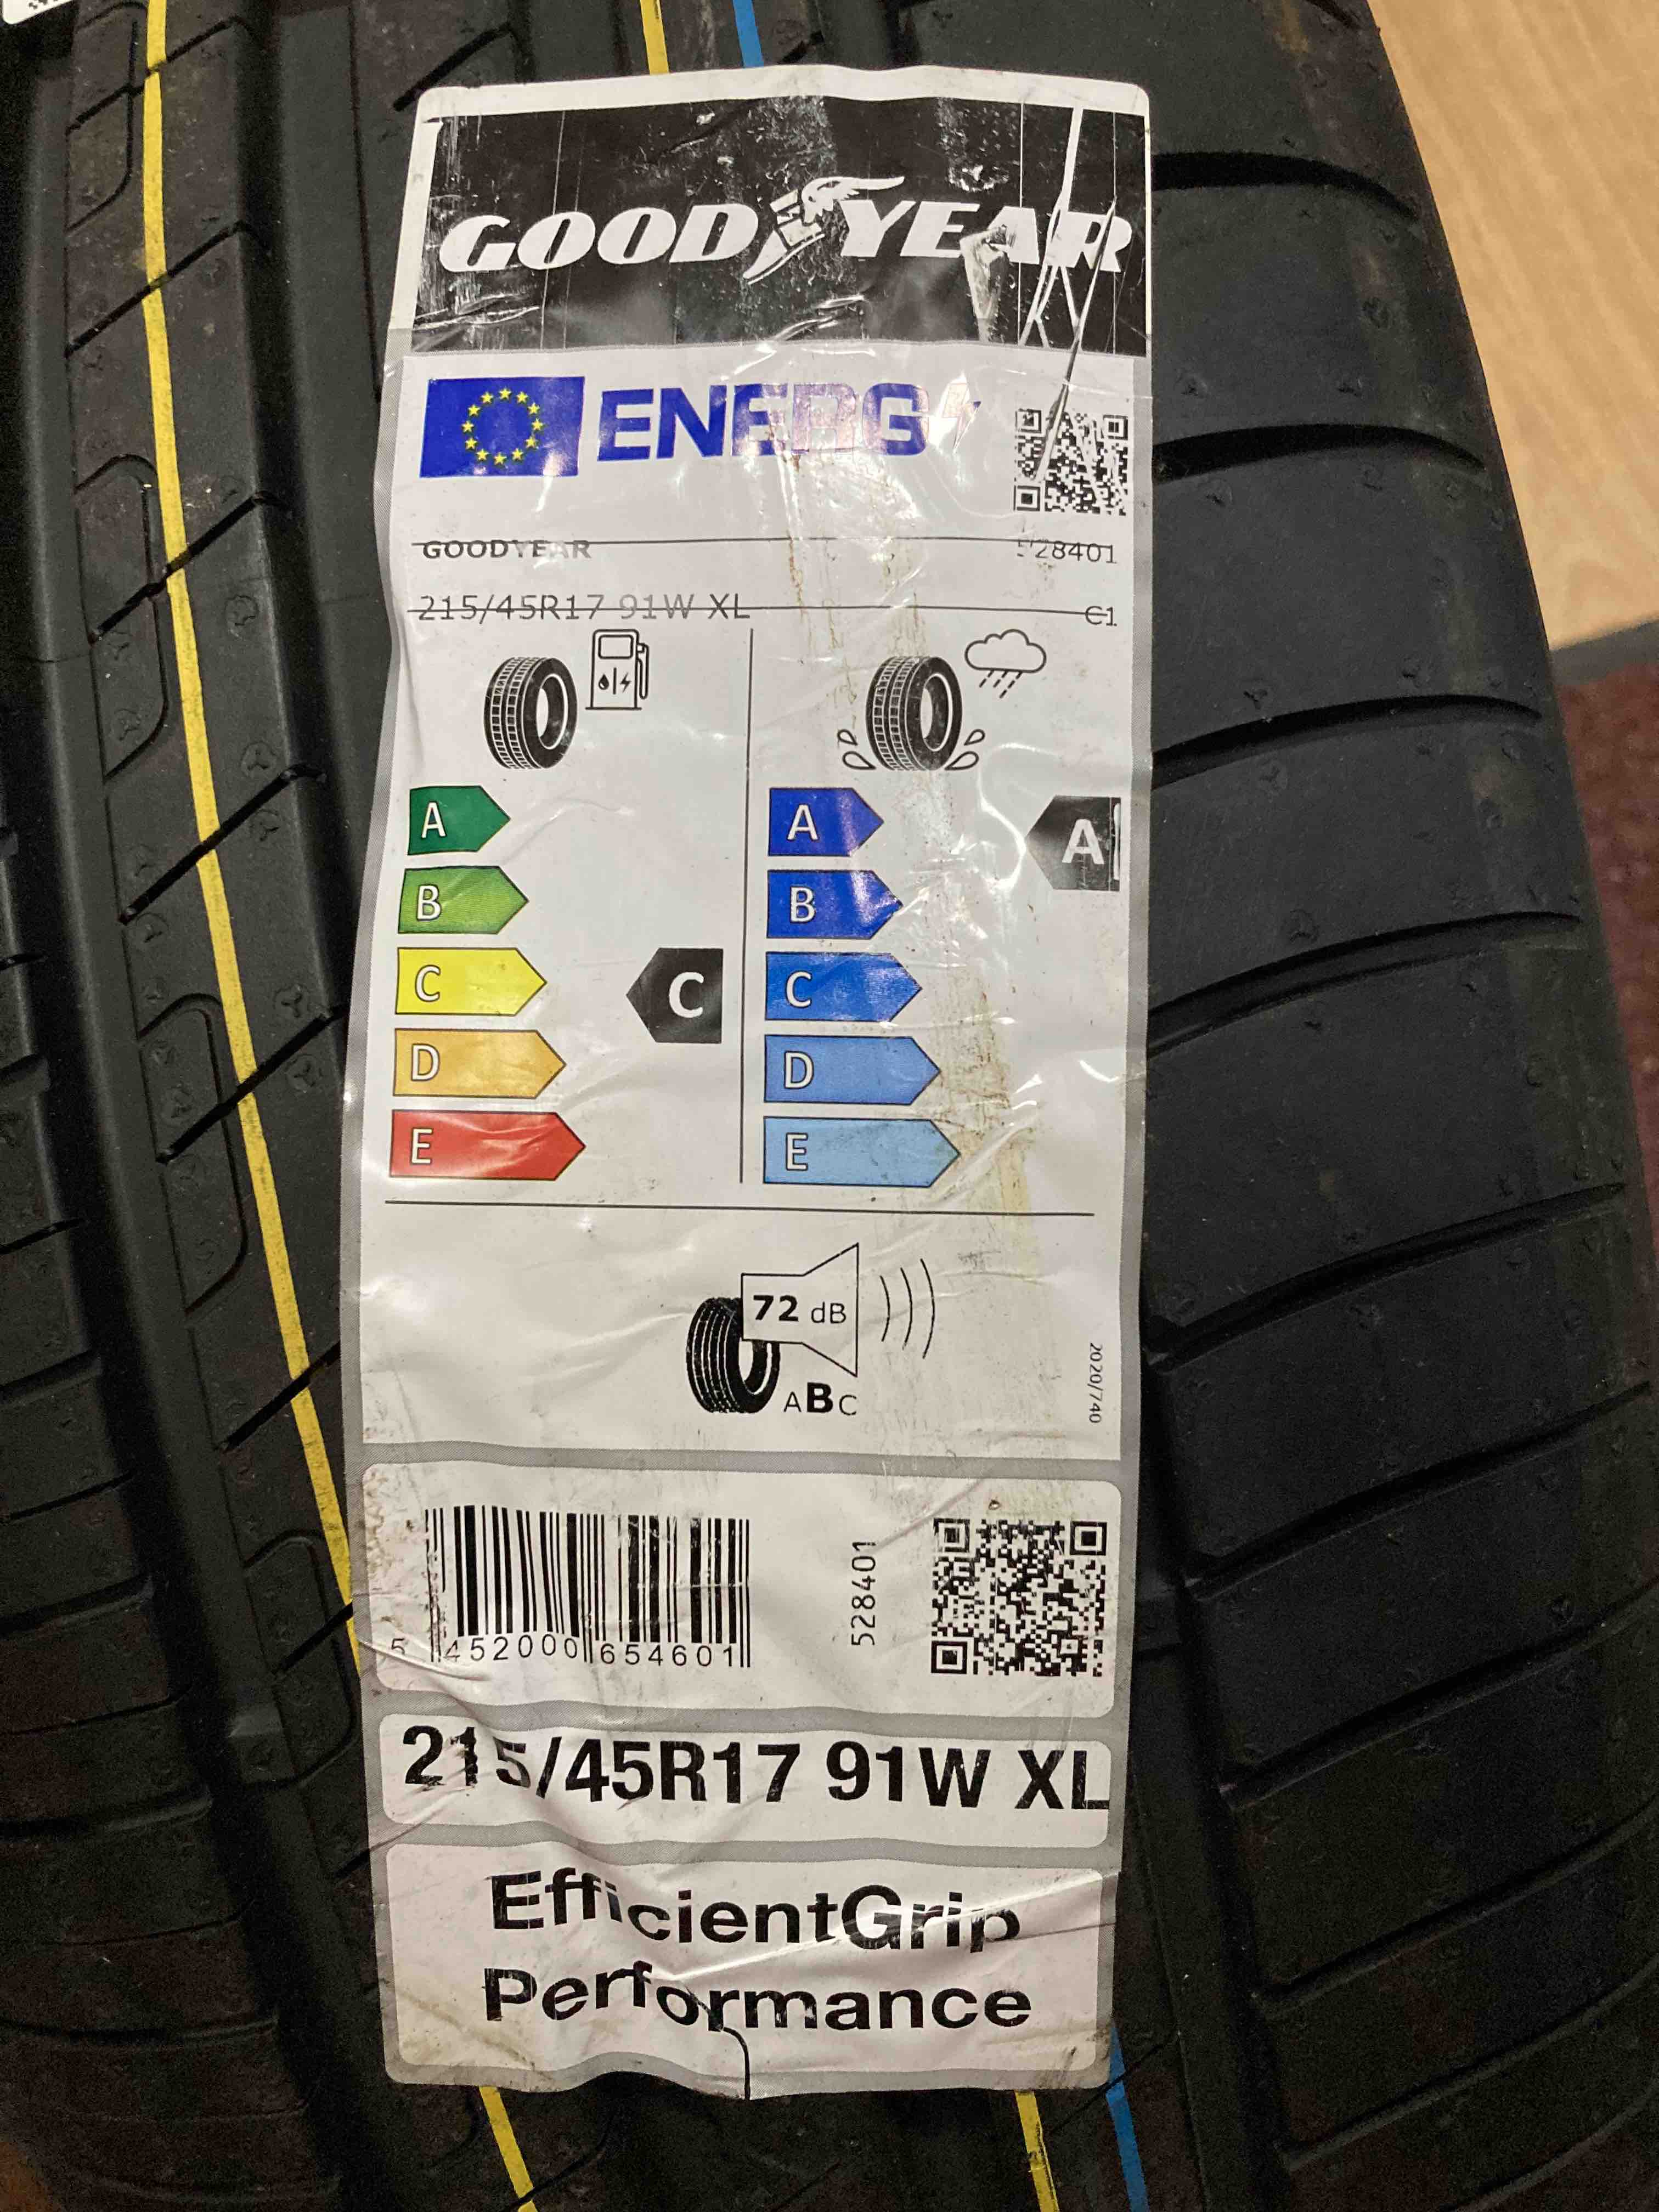 GOODYEAR
ENERG
GOODYEAR 528401
215/45R17 91W XL C1
A A A
B B
C C C
D D
E E
72 dB
ABC
2020/740
5 452000 654601
528401
215/45R17 91W XL
EfficientGrip
Performance